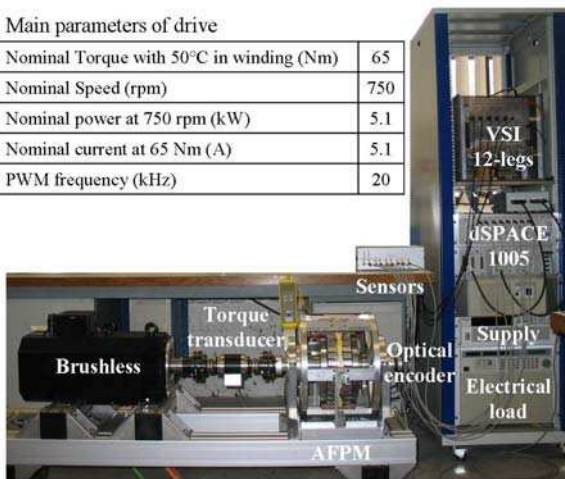 Main parameters of drive
Nominal Torque with 50°C in winding (Nm) 65
Nominal Speed (rpm) 750
Nominal power at 750 rpm (kW) 5.1
Nominal current at 65 Nm (A) 5.1
PWM frequency (kHz) 20
VSI
12-legs
dSPACE
1005
Sensors
Torque
transducer
Brushless
Optical
encoder
Supply
Electrical
load
AFPM